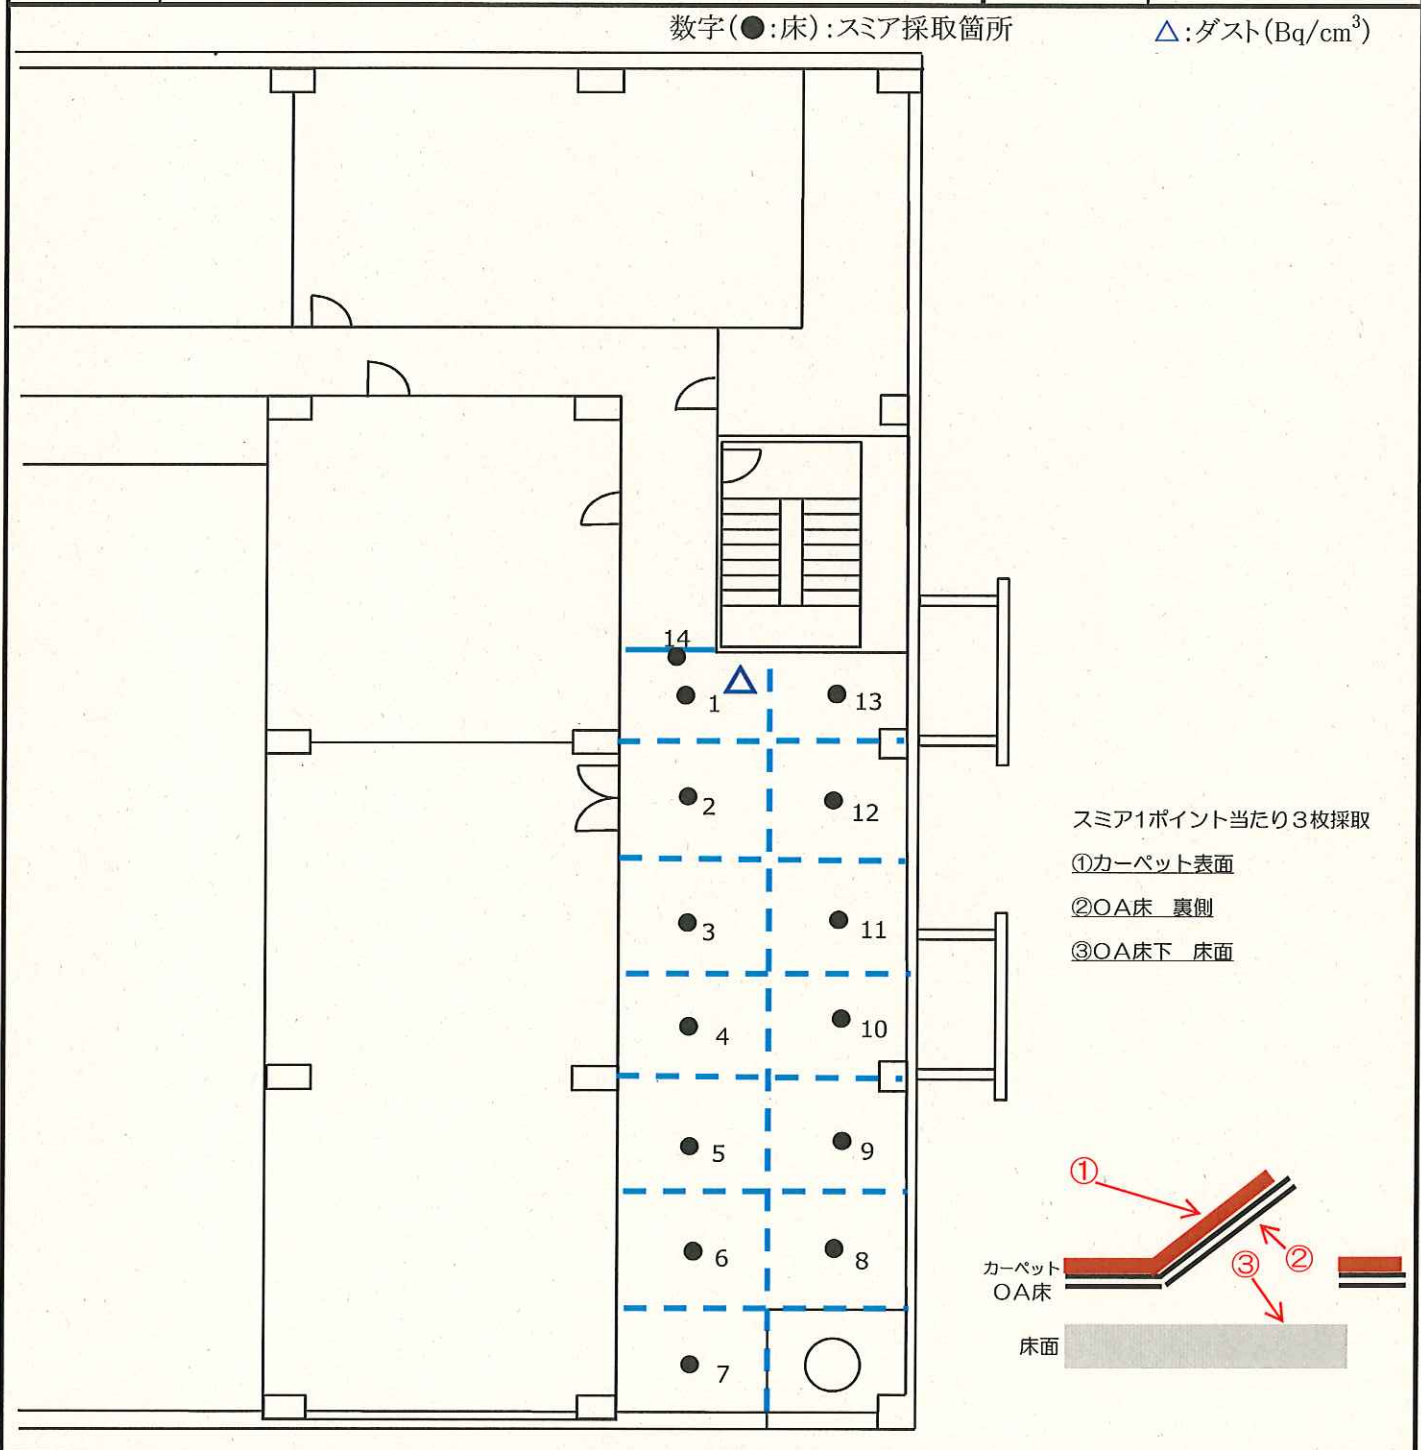 数字(●:床):スミア採取箇所
△:ダスト(Bq/cm³)
14
1
13
2
12
3
11
4
10
5
9
6
8
7
スミア1ポイント当たり3枚採取
①カーペット表面
②OA床 裏側
③OA床下 床面
①
②
③
カーペット
OA床
床面